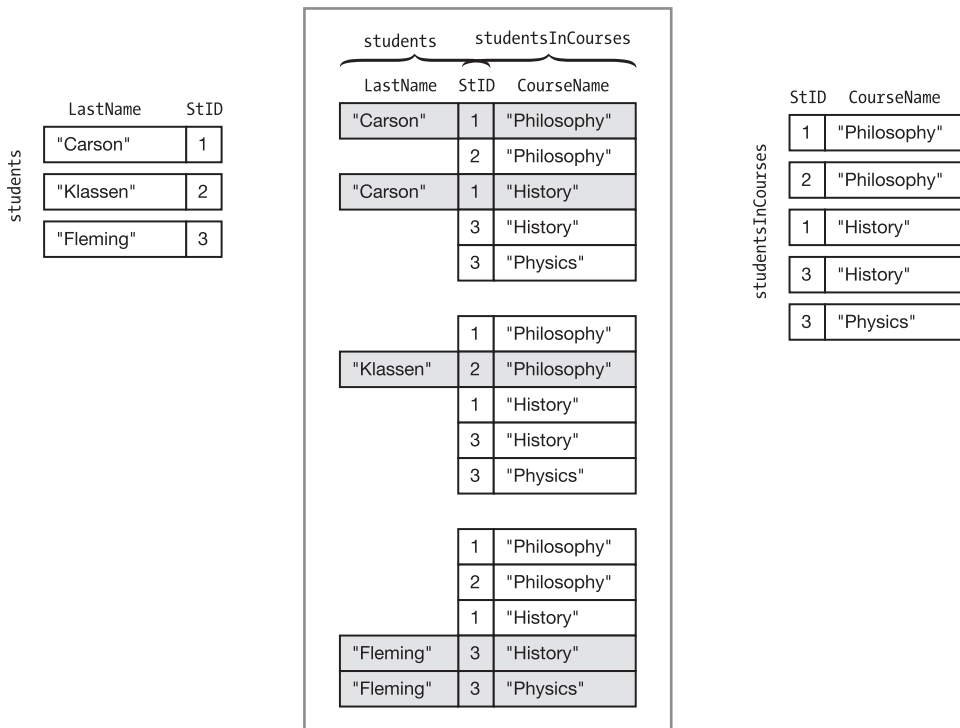 students
LastName StID
"Carson" 1
"Klassen" 2
"Fleming" 3
students studentsInCourses
LastName StID CourseName
"Carson" 1 "Philosophy"
2 "Philosophy"
"Carson" 1 "History"
3 "History"
3 "Physics"
1 "Philosophy"
"Klassen" 2 "Philosophy"
1 "History"
3 "History"
3 "Physics"
1 "Philosophy"
2 "Philosophy"
1 "History"
"Fleming" 3 "History"
"Fleming" 3 "Physics"
studentsInCourses
StID CourseName
1 "Philosophy"
2 "Philosophy"
1 "History"
3 "History"
3 "Physics"